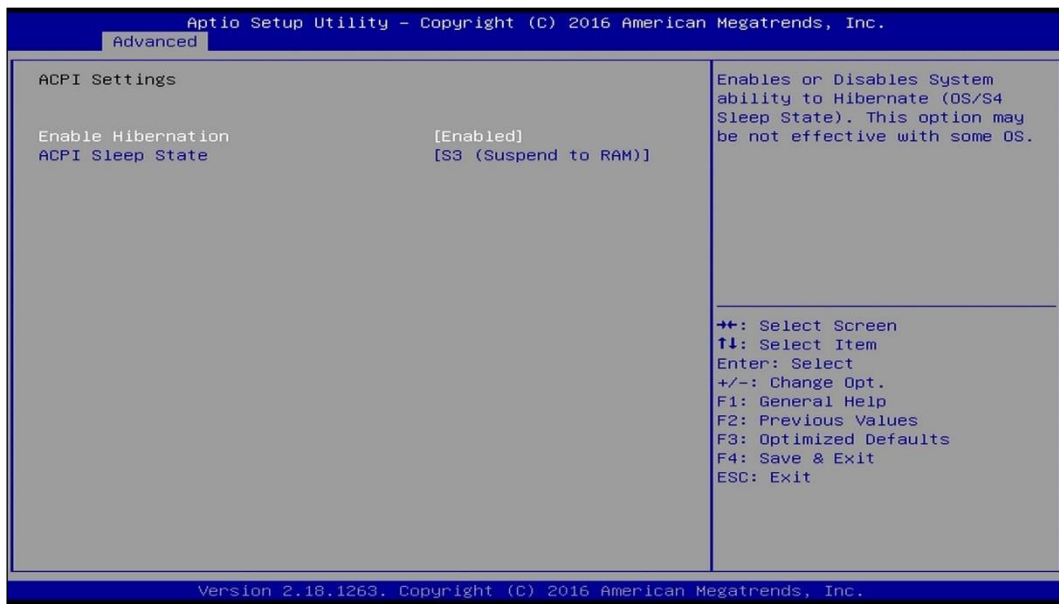 Aptio Setup Utility – Copyright (C) 2016 American Megatrends, Inc.
Advanced
ACPI Settings
Enable Hibernation [Enabled]
ACPI Sleep State [S3 (Suspend to RAM)]
Enables or Disables System
ability to Hibernate (OS/S4
Sleep State). This option may
be not effective with some OS.
→←: Select Screen
↑↓: Select Item
Enter: Select
+/-: Change Opt.
F1: General Help
F2: Previous Values
F3: Optimized Defaults
F4: Save & Exit
ESC: Exit
Version 2.18.1263. Copyright (C) 2016 American Megatrends, Inc.